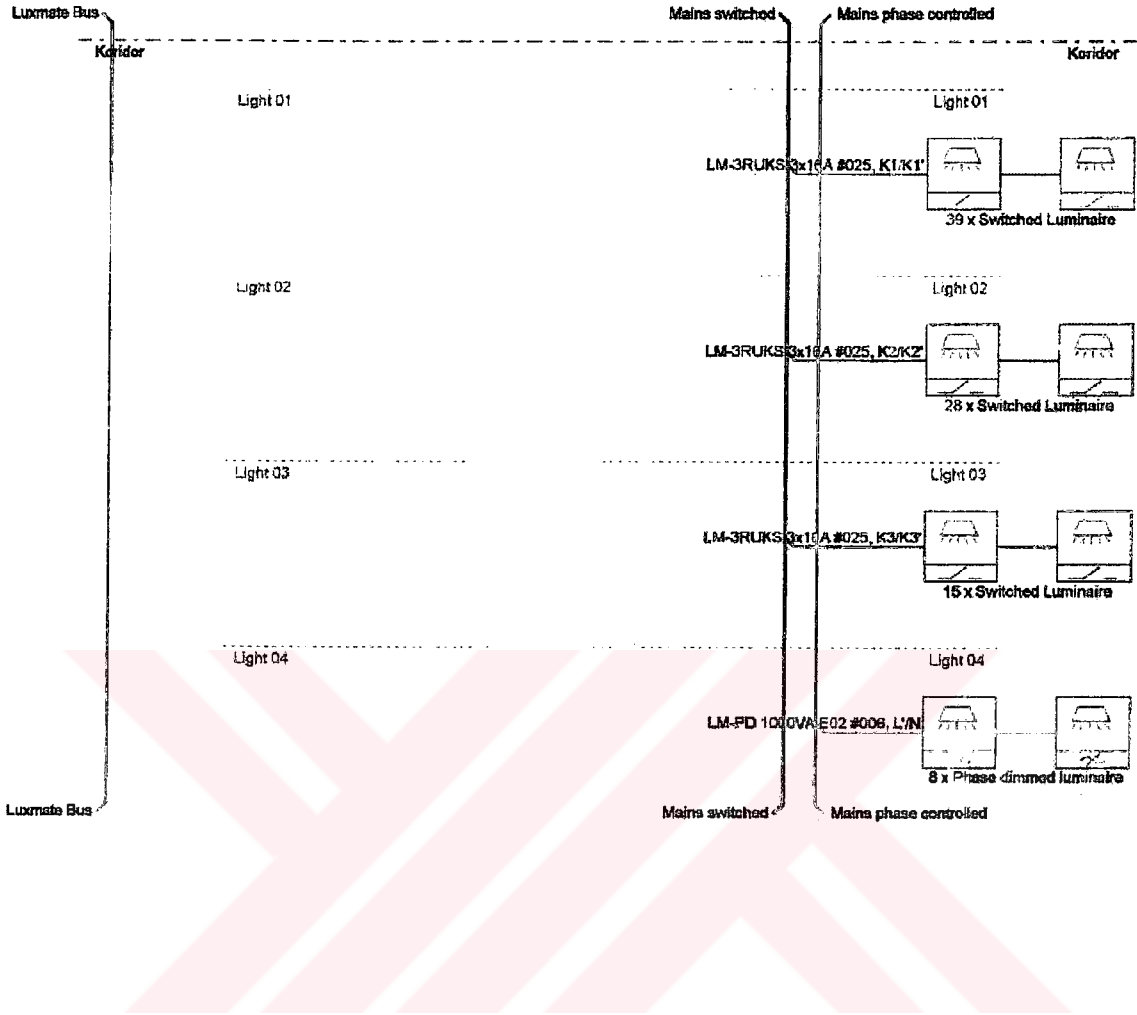 Luxmate Bus
Mains switched
Mains phase controlled
Koridor
Koridor
Light 01
Light 01
LM-3RUKS 3x16A #025, K1/K1'
39 x Switched Luminaire
Light 02
Light 02
LM-3RUKS 3x16A #025, K2/K2'
28 x Switched Luminaire
Light 03
Light 03
LM-3RUKS 3x16A #025, K3/K3'
15 x Switched Luminaire
Light 04
Light 04
LM-PD 1000VA E02 #006, L'/N
8 x Phase dimmed luminaire
Luxmate Bus
Mains switched
Mains phase controlled